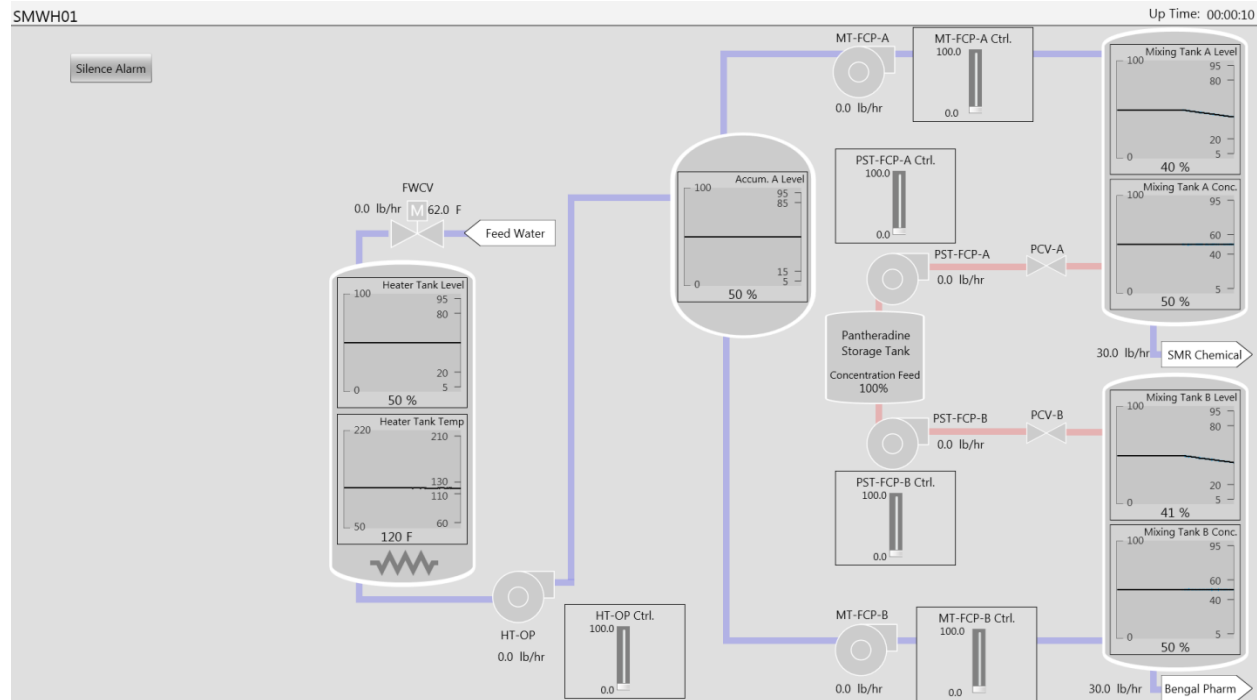 SMWH01
Up Time: 00:00:10
Silence Alarm
FWCV
0.0 lb/hr
M
62.0 F
Feed Water
Heater Tank Level
100
95
80
20
5
0
50 %
Heater Tank Temp
220
210
130
110
60
50
120 F
HT-OP
0.0 lb/hr
HT-OP Ctrl.
100.0
0.0
Accum. A Level
100
95
85
15
5
0
50 %
MT-FCP-A
0.0 lb/hr
MT-FCP-A Ctrl.
100.0
0.0
PST-FCP-A Ctrl.
100.0
0.0
PST-FCP-A
0.0 lb/hr
PCV-A
Pantheradine
Storage Tank
Concentration Feed
100%
PST-FCP-B
0.0 lb/hr
PCV-B
PST-FCP-B Ctrl.
100.0
0.0
MT-FCP-B
0.0 lb/hr
MT-FCP-B Ctrl.
100.0
0.0
Mixing Tank A Level
100
95
80
20
5
0
40 %
Mixing Tank A Conc.
100
95
60
40
5
0
50 %
30.0 lb/hr
SMR Chemical
Mixing Tank B Level
100
95
80
20
5
0
41 %
Mixing Tank B Conc.
100
95
60
40
5
0
50 %
30.0 lb/hr
Bengal Pharm